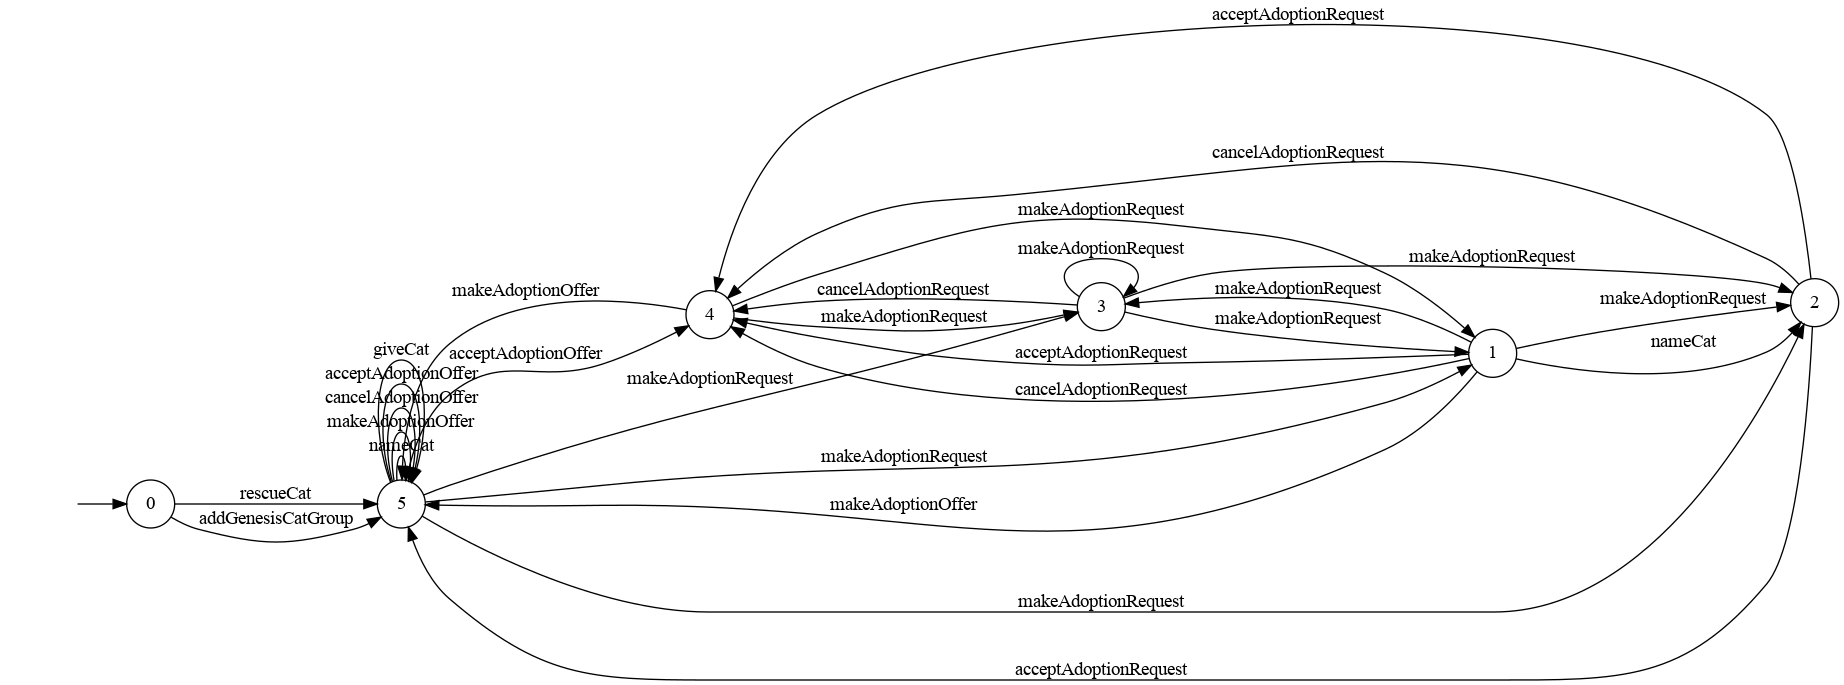 acceptAdoptionRequest
cancelAdoptionRequest
makeAdoptionRequest
makeAdoptionRequest
makeAdoptionRequest
makeAdoptionOffer
cancelAdoptionRequest
makeAdoptionRequest
makeAdoptionRequest
3
2
4
makeAdoptionRequest
makeAdoptionRequest
giveCat
acceptAdoptionOffer
acceptAdoptionRequest
1
nameCat
acceptAdoptionOffer
makeAdoptionRequest
cancelAdoptionRequest
cancelAdoptionOffer
makeAdoptionOffer
nameCat
makeAdoptionRequest
rescueCat
0
5
makeAdoptionOffer
addGenesisCatGroup
makeAdoptionRequest
acceptAdoptionRequest